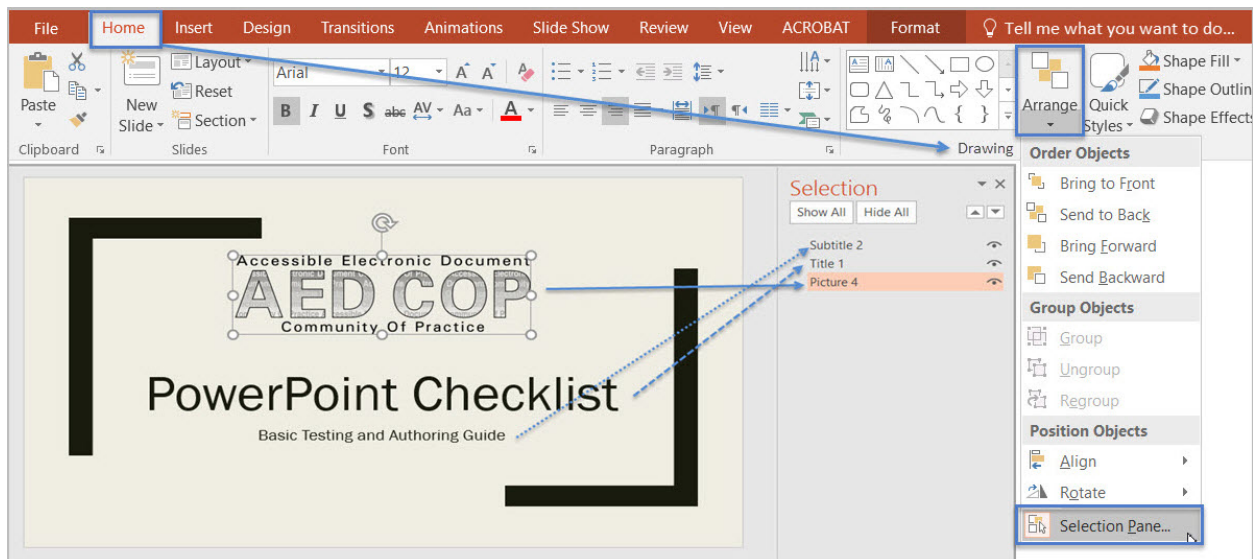 File Home Insert Design Transitions Animations Slide Show Review View ACROBAT Format Tell me what you want to do...
Paste
New Slide
Layout
Reset
Section
Arial 12
B I U S abc AV Aa A
Arrange
Quick Styles
Shape Fill
Shape Outlin
Shape Effects
Clipboard Slides Font Paragraph Drawing
Accessible Electronic Document
AED COP
Community Of Practice
PowerPoint Checklist
Basic Testing and Authoring Guide
Selection
Show All Hide All
Subtitle 2
Title 1
Picture 4
Order Objects
Bring to Front
Send to Back
Bring Forward
Send Backward
Group Objects
Group
Ungroup
Regroup
Position Objects
Align
Rotate
Selection Pane...